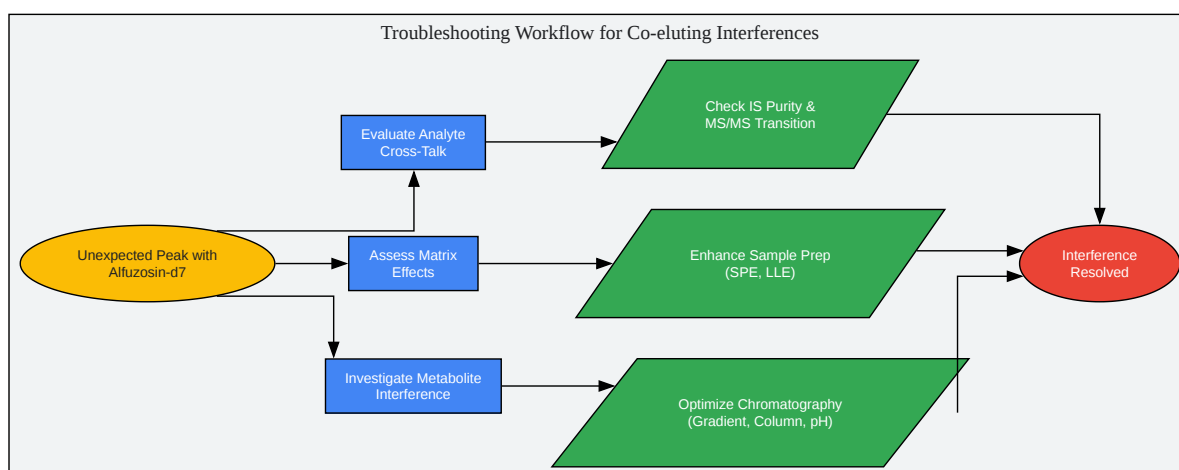 Troubleshooting Workflow for Co-eluting Interferences
Check IS Purity &
MS/MS Transition
Evaluate Analyte
Cross-Talk
Unexpected Peak with
Alfuzosin-d7
Assess Matrix
Effects
Enhance Sample Prep
(SPE, LLE)
Interference
Resolved
Investigate Metabolite
Interference
Optimize Chromatography
(Gradient, Column, pH)